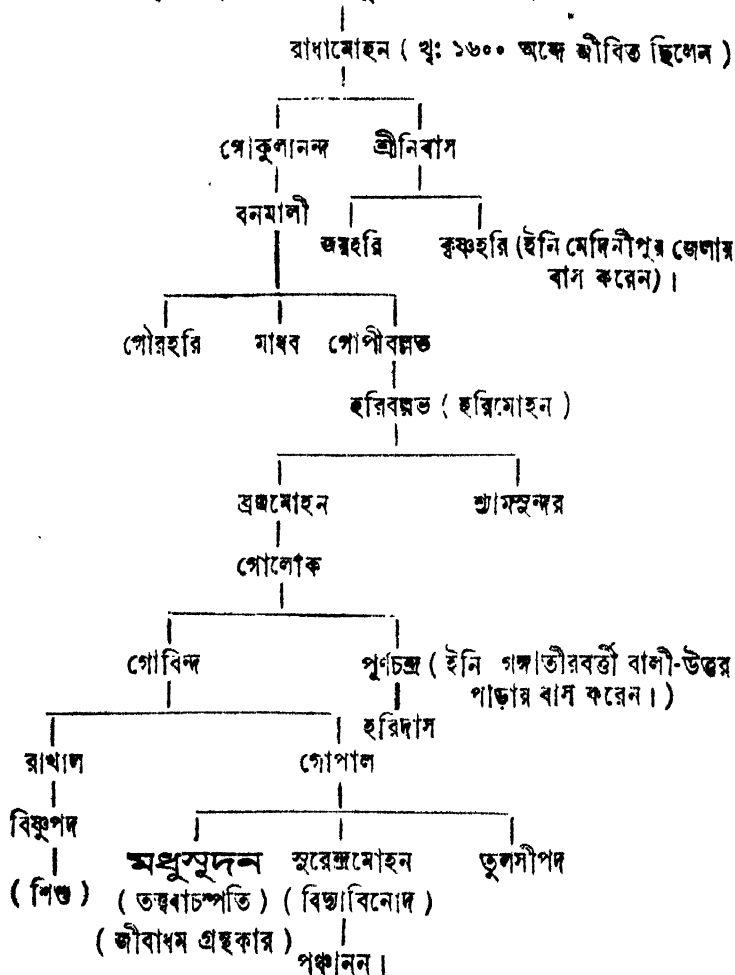 রাধামোহন ( খৃঃ ১৬০০ অব্দে জীবিত ছিলেন )
গোকুলানন্দ শ্রীনিবাস
বনমালী
জয়হরি কৃষ্ণহরি (ইনি মেদিনীপুর জেলায়
বাস করেন) ।
গৌরহরি মাধব গোপীবল্লভ
হরিবল্লভ ( হরিমোহন )
ব্রজমোহন শ্যামসুন্দর
গোলোক
গোবিন্দ পূর্ণচন্দ্র ( ইনি গঙ্গাতীরবর্ত্তী বালী-উত্তর
পাড়ায় বাস করেন । )
হরিদাস
রাখাল গোপাল
বিষ্ণুপদ
মধুসূদন সুরেন্দ্রমোহন তুলসীপদ
( শিশু ) ( তত্ত্ববাচস্পতি ) ( বিদ্যাবিনোদ )
( জীবাধম গ্রন্থকার )
পঞ্চানন ।